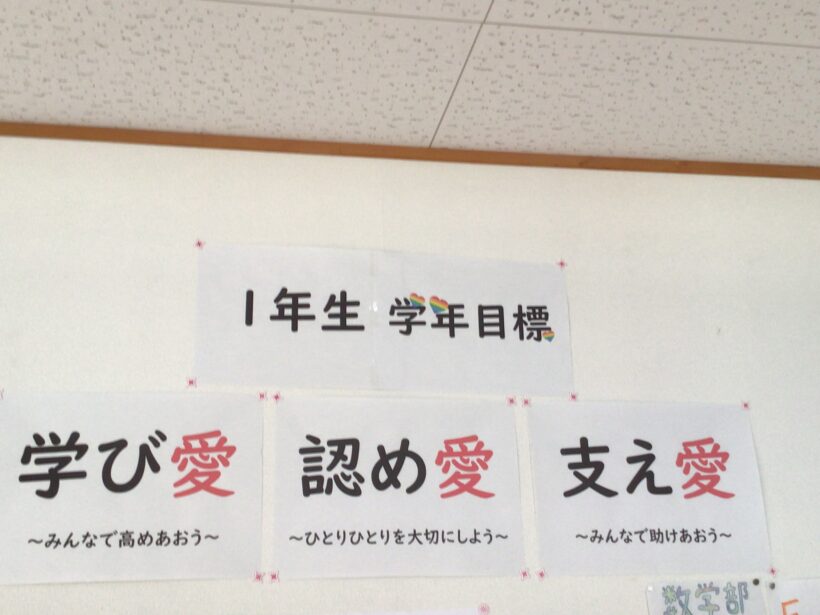 1年生 学年目標
学び愛
~みんなで高めあおう~
認め愛
~ひとりひとりを大切にしよう~
支え愛
~みんなで助けあおう~
数学部